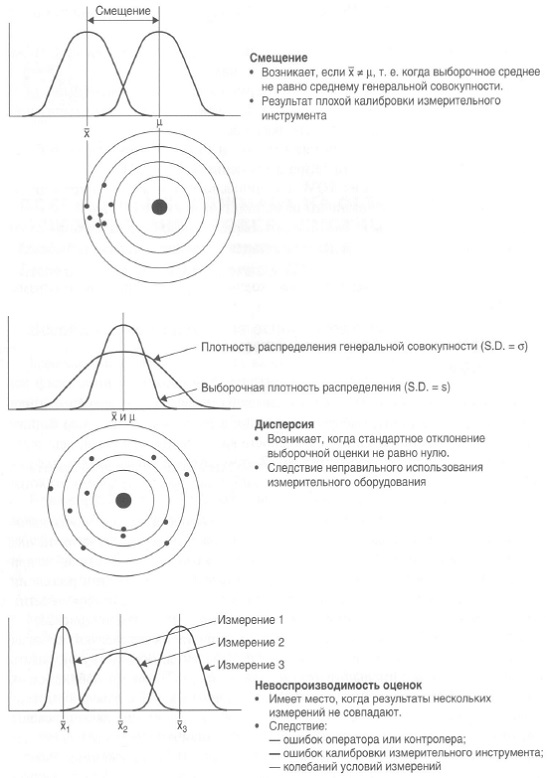 Смещение
x̄
μ
Смещение
• Возникает, если x̄ ≠ μ, т. е. когда выборочное среднее
не равно среднему генеральной совокупности.
• Результат плохой калибровки измерительного
инструмента
Плотность распределения генеральной совокупности (S.D. = σ)
Выборочная плотность распределения (S.D. = s)
x̄ и μ
Дисперсия
• Возникает, когда стандартное отклонение
выборочной оценки не равно нулю.
• Следствие неправильного использования
измерительного оборудования
Измерение 1
Измерение 2
Измерение 3
x̄₁
x̄₂
x̄₃
Невоспроизводимость оценок
• Имеет место, когда результаты нескольких
измерений не совпадают.
• Следствие:
— ошибок оператора или контролера;
— ошибок калибровки измерительного инструмента;
— колебаний условий измерений